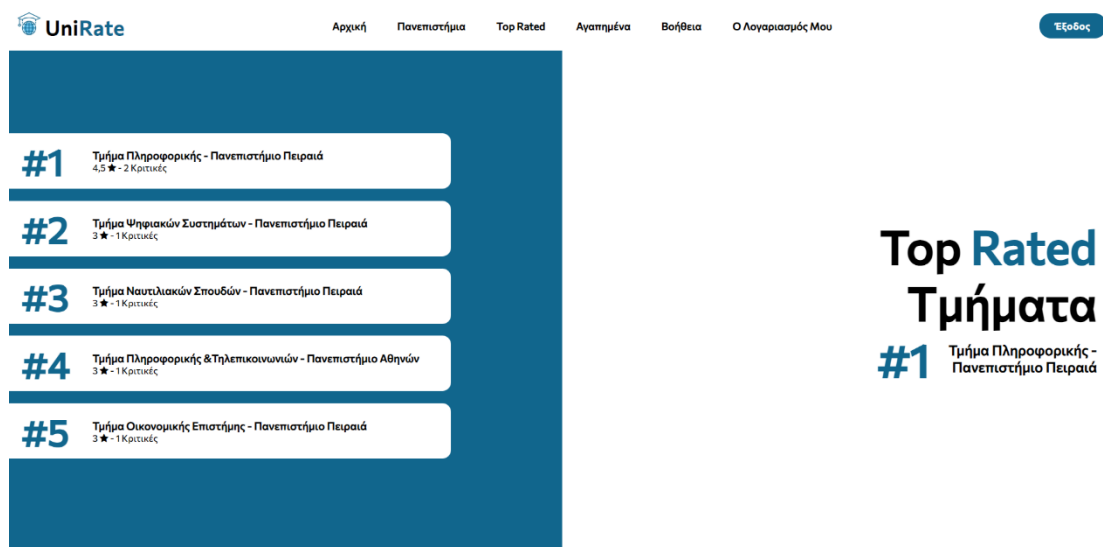 UniRate
Αρχική Πανεπιστήμια Top Rated Αγαπημένα Βοήθεια Ο Λογαριασμός Μου Έξοδος
#1 Τμήμα Πληροφορικής - Πανεπιστήμιο Πειραιά
4,5 ★ - 2 Κριτικές
#2 Τμήμα Ψηφιακών Συστημάτων - Πανεπιστήμιο Πειραιά
3 ★ - 1 Κριτικές
#3 Τμήμα Ναυτιλιακών Σπουδών - Πανεπιστήμιο Πειραιά
3 ★ - 1 Κριτικές
#4 Τμήμα Πληροφορικής &Τηλεπικοινωνιών - Πανεπιστήμιο Αθηνών
3 ★ - 1 Κριτικές
#5 Τμήμα Οικονομικής Επιστήμης - Πανεπιστήμιο Πειραιά
3 ★ - 1 Κριτικές
Top Rated
Τμήματα
#1 Τμήμα Πληροφορικής -
Πανεπιστήμιο Πειραιά